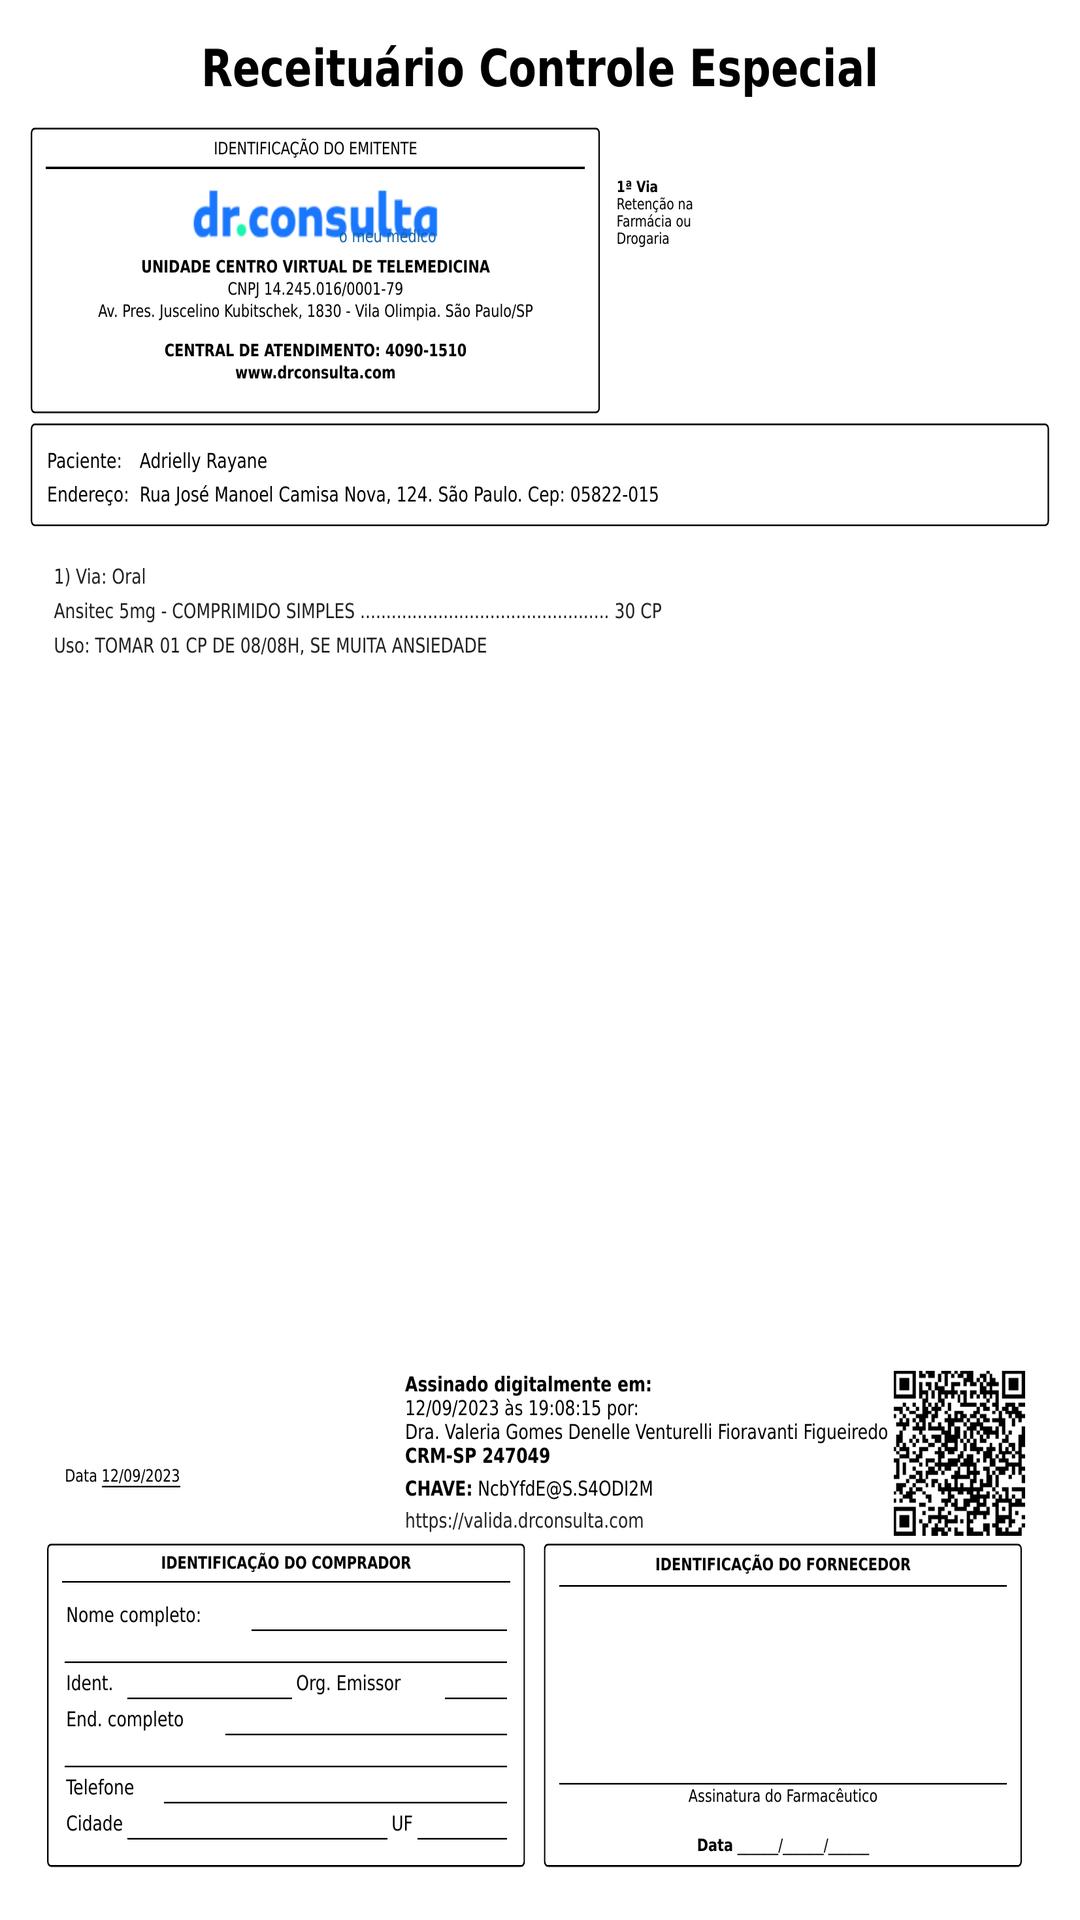 Receituário Controle Especial
IDENTIFICAÇÃO DO EMITENTE
dr.consulta
o meu médico
UNIDADE CENTRO VIRTUAL DE TELEMEDICINA
CNPJ 14.245.016/0001-79
Av. Pres. Juscelino Kubitschek, 1830 - Vila Olimpia. São Paulo/SP
CENTRAL DE ATENDIMENTO: 4090-1510
www.drconsulta.com
1ª Via
Retenção na
Farmácia ou
Drogaria
Paciente: Adrielly Rayane
Endereço: Rua José Manoel Camisa Nova, 124. São Paulo. Cep: 05822-015
1) Via: Oral
Ansitec 5mg - COMPRIMIDO SIMPLES ................................................ 30 CP
Uso: TOMAR 01 CP DE 08/08H, SE MUITA ANSIEDADE
Assinado digitalmente em:
12/09/2023 às 19:08:15 por:
Dra. Valeria Gomes Denelle Venturelli Fioravanti Figueiredo
CRM-SP 247049
Data 12/09/2023
CHAVE: NcbYfdE@S.S4ODI2M
https://valida.drconsulta.com
IDENTIFICAÇÃO DO COMPRADOR
Nome completo:
Ident. Org. Emissor
End. completo
Telefone
Cidade UF
IDENTIFICAÇÃO DO FORNECEDOR
Assinatura do Farmacêutico
Data _____/_____/_____